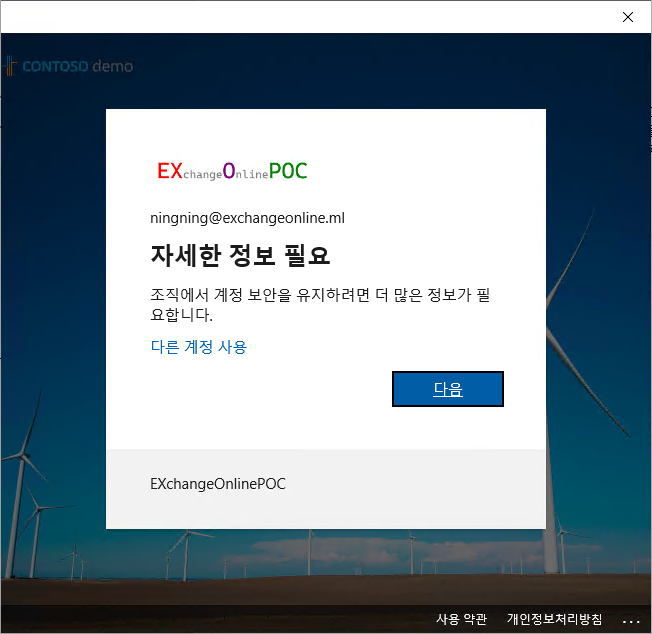 CONTOSO demo
EXchangeOnlinePOC
ningning@exchangeonline.ml
자세한 정보 필요
조직에서 계정 보안을 유지하려면 더 많은 정보가 필
요합니다.
다른 계정 사용
다음
EXchangeOnlinePOC
사용 약관 개인정보처리방침 ...